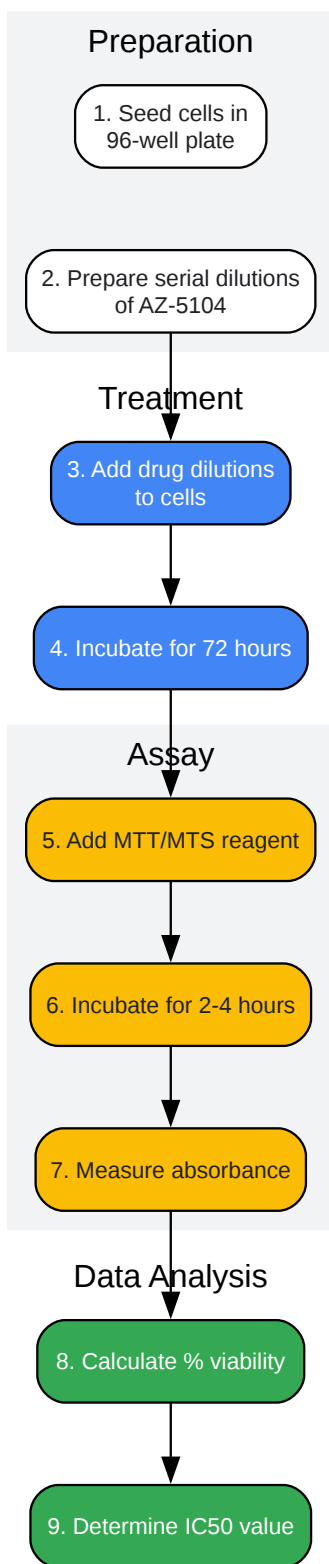 Preparation
1. Seed cells in
96-well plate
2. Prepare serial dilutions
of AZ-5104
Treatment
3. Add drug dilutions
to cells
4. Incubate for 72 hours
Assay
5. Add MTT/MTS reagent
6. Incubate for 2-4 hours
7. Measure absorbance
Data Analysis
8. Calculate % viability
9. Determine IC50 value